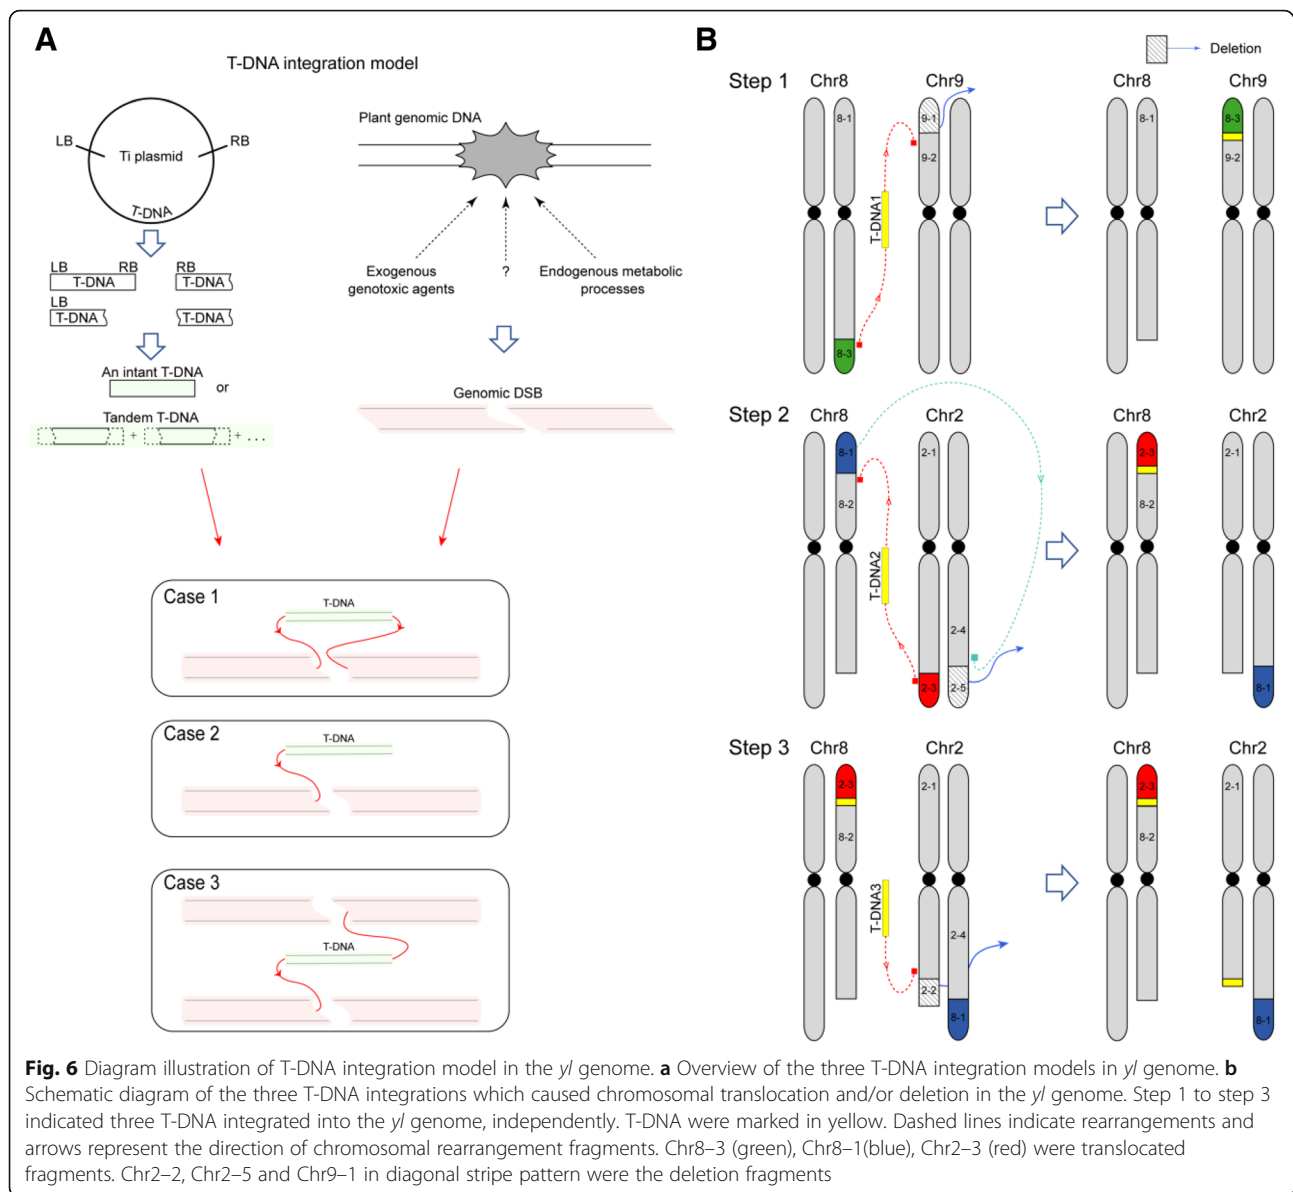 A
T-DNA integration model
LB
RB
Ti plasmid
T-DNA
LB
RB
T-DNA
RB
T-DNA
LB
T-DNA
T-DNA
An intant T-DNA
or
Tandem T-DNA
+
+ ...
Plant genomic DNA
Exogenous
genotoxic agents
?
Endogenous metabolic
processes
Genomic DSB
Case 1
T-DNA
Case 2
T-DNA
Case 3
T-DNA
B
Deletion
Step 1
Chr8
Chr9
Chr8
Chr9
8-1
9-1
9-2
T-DNA1
8-3
8-1
8-3
9-2
Step 2
Chr8
Chr2
Chr8
Chr2
8-1
8-2
2-1
T-DNA2
2-4
2-3
2-5
2-3
8-2
2-1
8-1
Step 3
Chr8
Chr2
Chr8
Chr2
2-3
8-2
2-1
T-DNA3
2-4
2-2
8-1
2-3
8-2
2-1
8-1
Fig. 6 Diagram illustration of T-DNA integration model in the yl genome. a Overview of the three T-DNA integration models in yl genome. b
Schematic diagram of the three T-DNA integrations which caused chromosomal translocation and/or deletion in the yl genome. Step 1 to step 3
indicated three T-DNA integrated into the yl genome, independently. T-DNA were marked in yellow. Dashed lines indicate rearrangements and
arrows represent the direction of chromosomal rearrangement fragments. Chr8–3 (green), Chr8–1(blue), Chr2–3 (red) were translocated
fragments. Chr2–2, Chr2–5 and Chr9–1 in diagonal stripe pattern were the deletion fragments